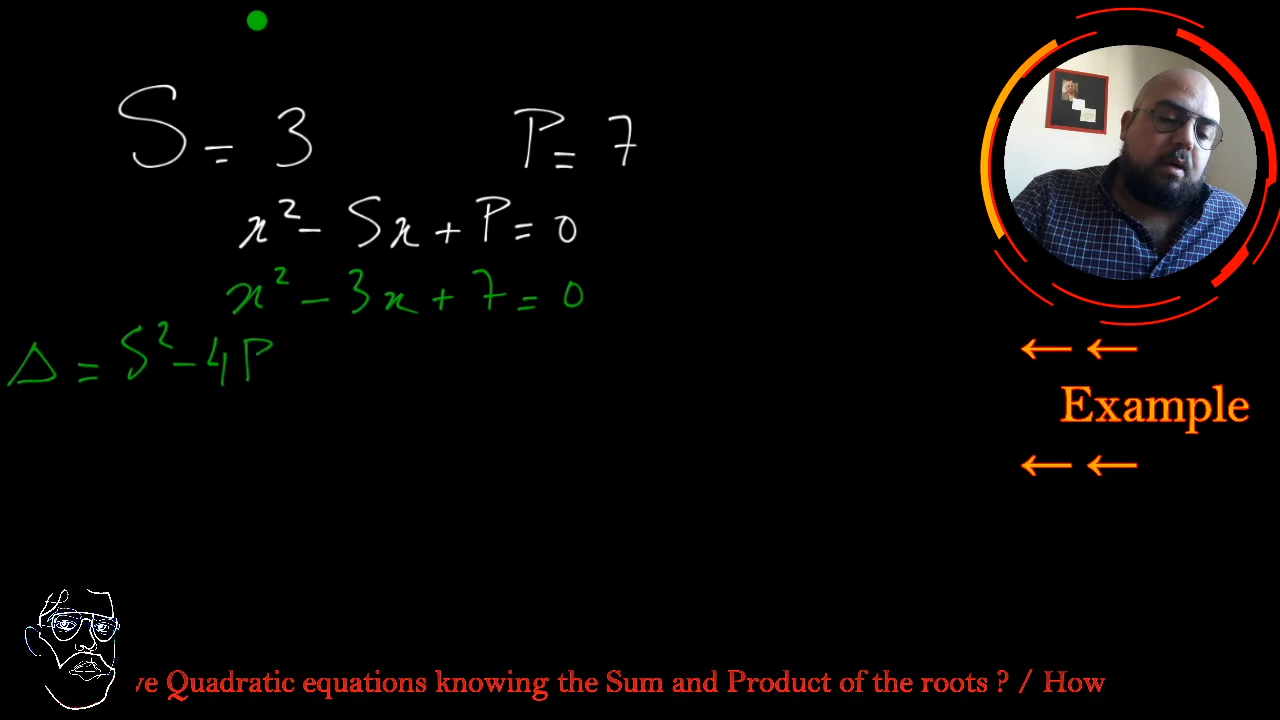 S = 3 P = 7
x² - Sx + P = 0
x² - 3x + 7 = 0
Δ = S² - 4P
← ←
Example
← ←
ve Quadratic equations knowing the Sum and Product of the roots ? / How